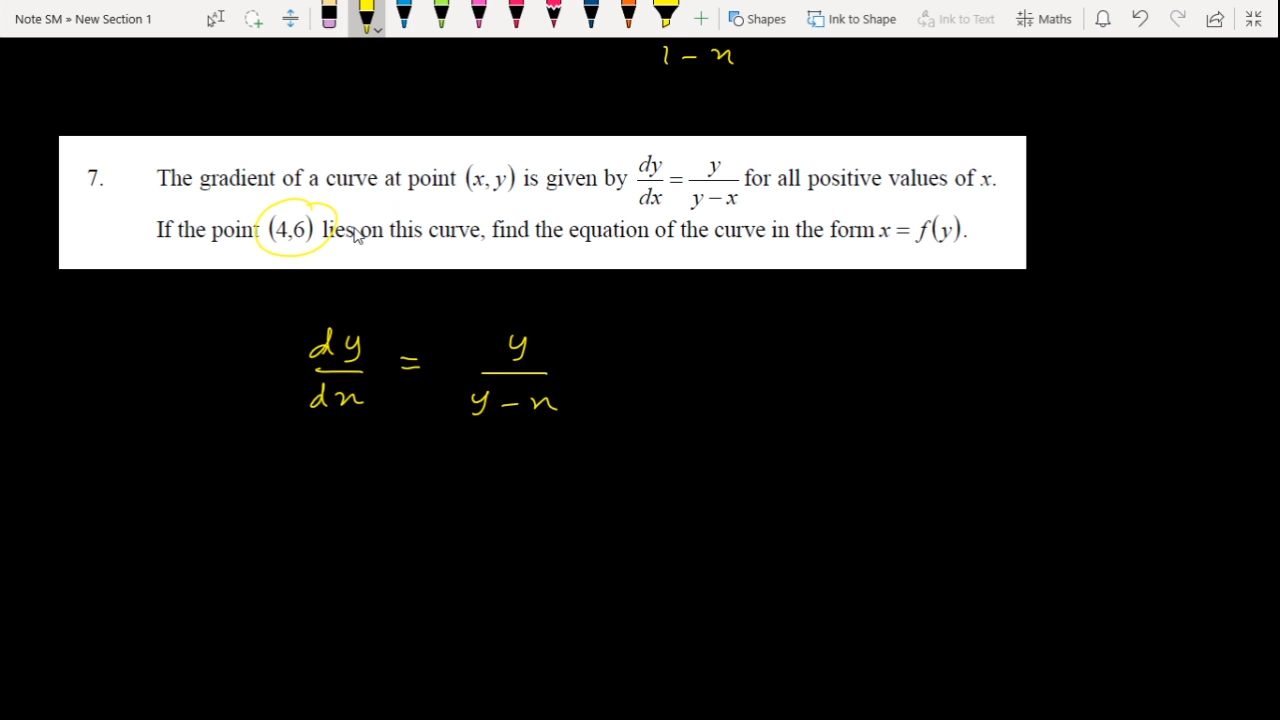 Note SM » New Section 1 Shapes Ink to Shape Ink to Text Maths
1 - x
7. The gradient of a curve at point (x, y) is given by dy/dx = y/(y - x) for all positive values of x.
If the point (4,6) lies on this curve, find the equation of the curve in the form x = f(y).
dy/dx = y/(y - x)